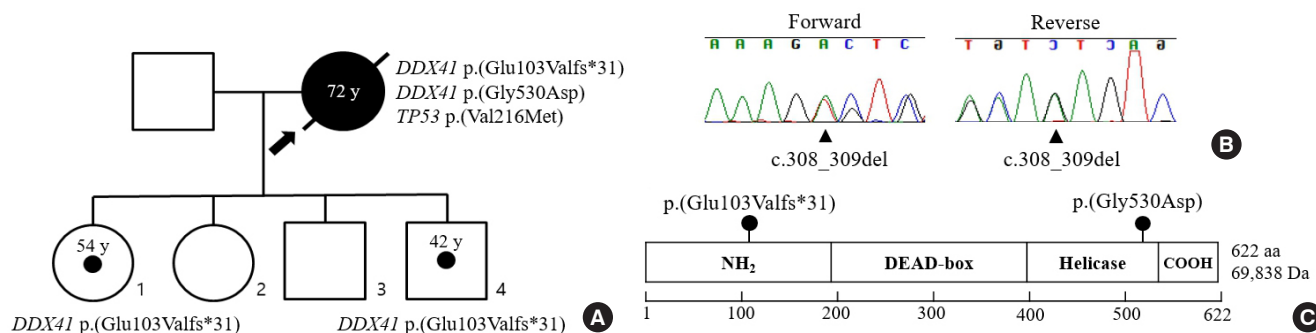 72 y
DDX41 p.(Glu103Valfs*31)
DDX41 p.(Gly530Asp)
TP53 p.(Val216Met)
54 y
42 y
1
2
3
4
DDX41 p.(Glu103Valfs*31)
DDX41 p.(Glu103Valfs*31)
A
Forward
Reverse
A A A G A C T C
T G T C T C A G
c.308_309del
c.308_309del
B
p.(Glu103Valfs*31)
p.(Gly530Asp)
NH2
DEAD-box
Helicase
COOH
622 aa
69,838 Da
1
100
200
300
400
500
622
C